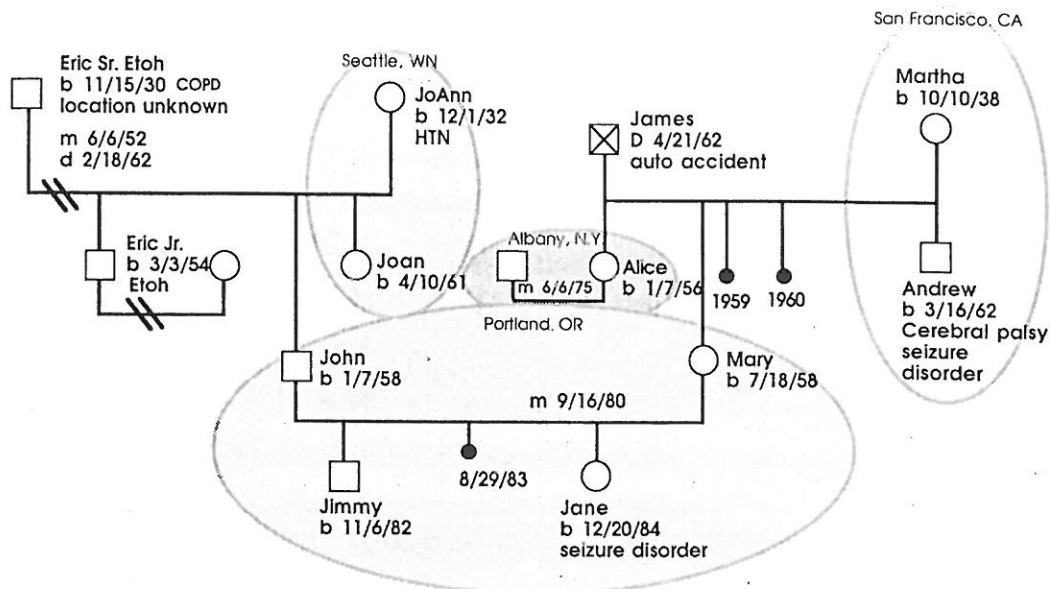 San Francisco, CA
Eric Sr. Etoh
b 11/15/30 COPD
location unknown
m 6/6/52
d 2/18/62
Seattle, WN
JoAnn
b 12/1/32
HTN
James
D 4/21/62
auto accident
Martha
b 10/10/38
Eric Jr.
b 3/3/54
Etoh
Joan
b 4/10/61
Albany, N.Y.
m 6/6/75
Alice
b 1/7/56
1959
1960
Andrew
b 3/16/62
Cerebral palsy
seizure
disorder
Portland, OR
John
b 1/7/58
Mary
b 7/18/58
m 9/16/80
Jimmy
b 11/6/82
8/29/83
Jane
b 12/20/84
seizure disorder